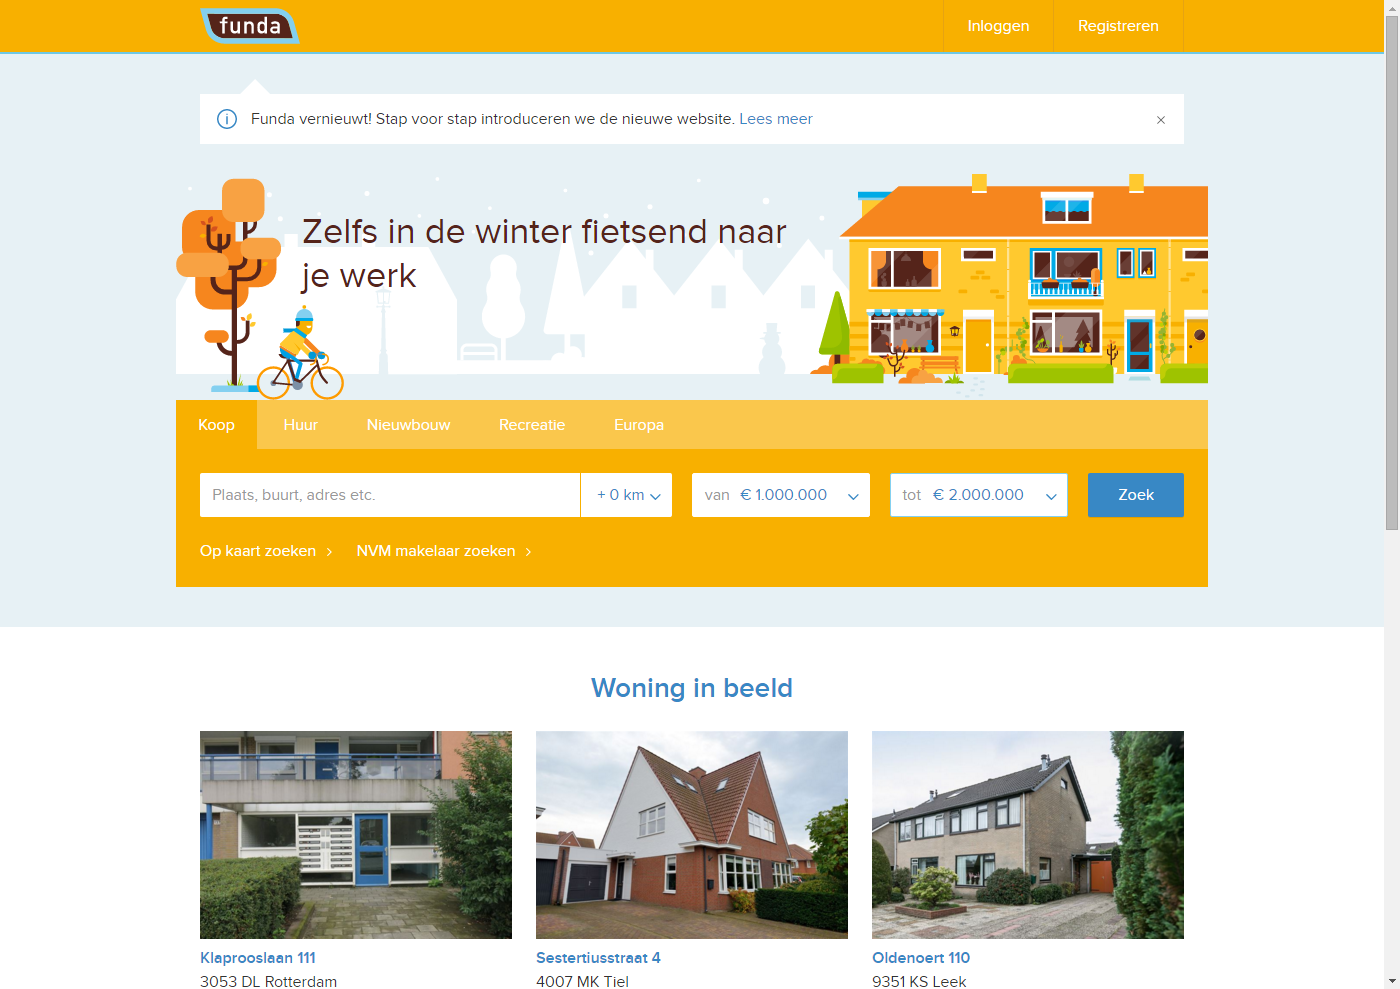 funda
Inloggen
Registreren
Funda vernieuwt! Stap voor stap introduceren we de nieuwe website. Lees meer
Zelfs in de winter fietsend naar
je werk
Koop
Huur
Nieuwbouw
Recreatie
Europa
Plaats, buurt, adres etc.
+ 0 km
van € 1.000.000
tot € 2.000.000
Zoek
Op kaart zoeken
NVM makelaar zoeken
Woning in beeld
Klaprooslaan 111
3053 DL Rotterdam
Sestertiusstraat 4
4007 MK Tiel
Oldenoert 110
9351 KS Leek